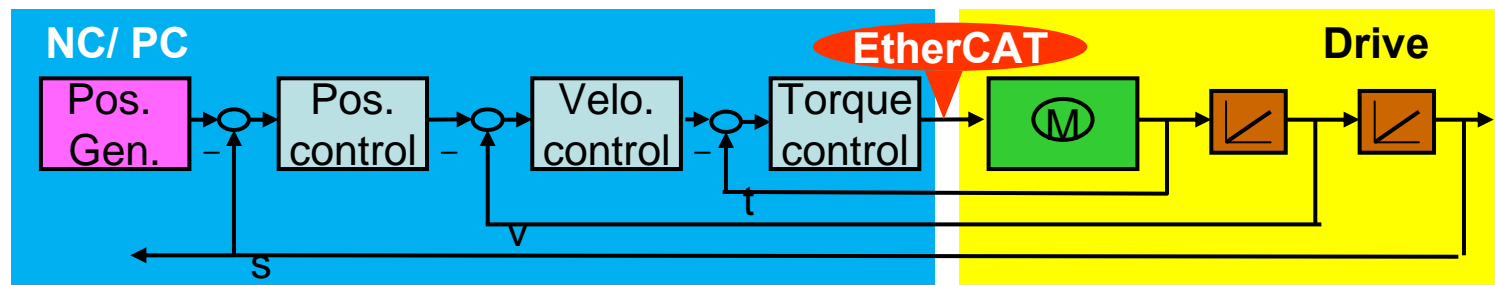 NC/ PC
EtherCAT
Drive
Pos.
Gen.
Pos.
control
Velo.
control
Torque
control
M
–
–
–
t
v
s